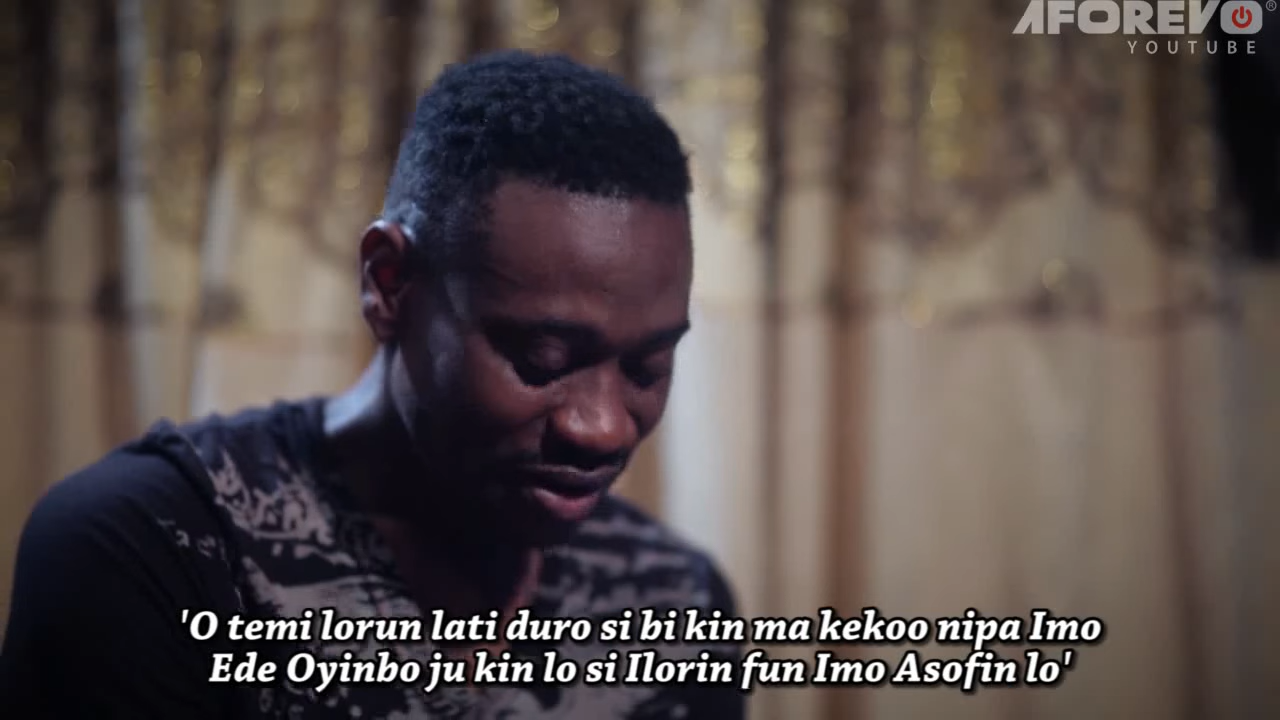 AFOREVO®
YOUTUBE
'O temi lorun lati duro si bi kin ma kekoo nipa Imo
Ede Oyinbo ju kin lo si Ilorin fun Imo Asofin lo'